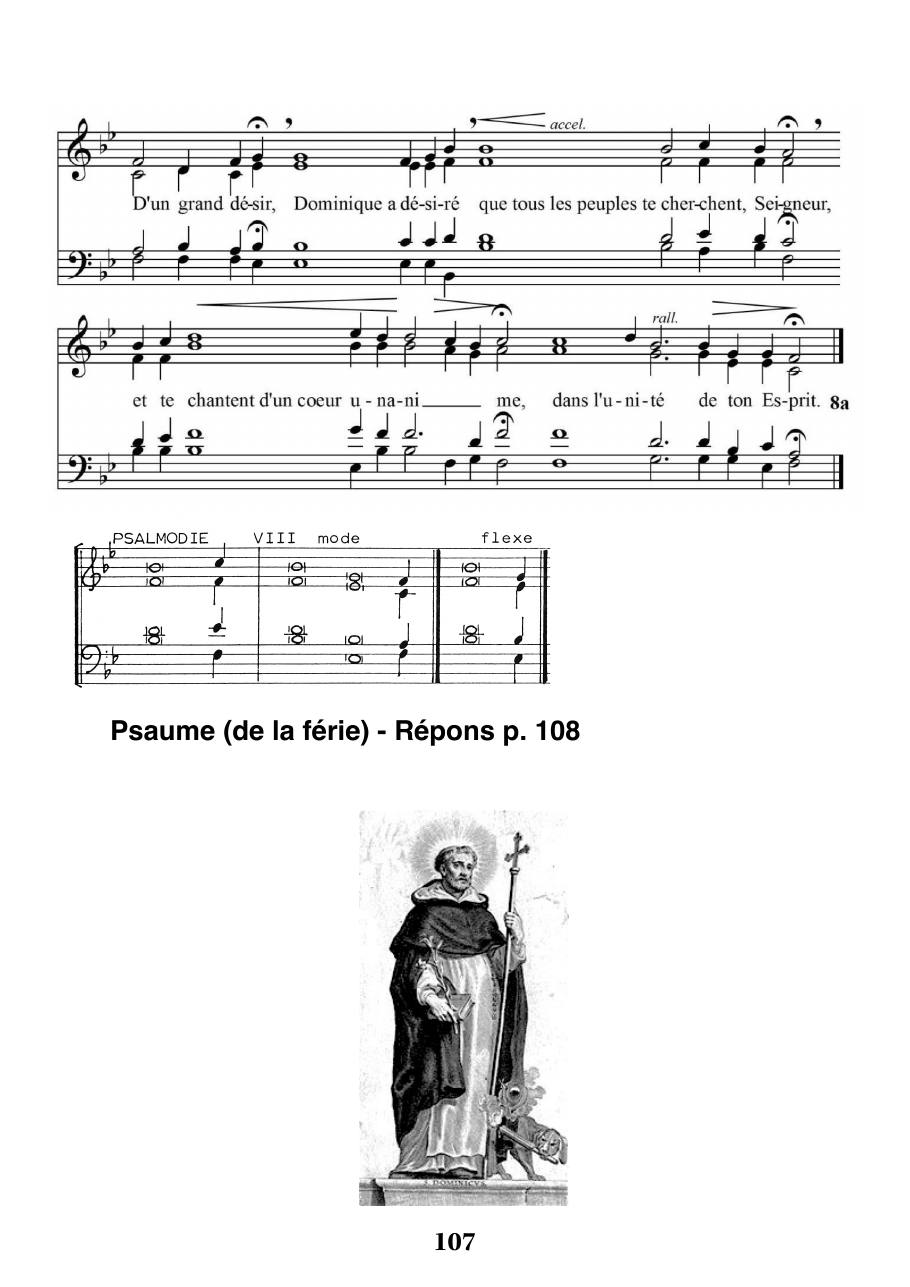 accel.
D'un grand dé-sir, Dominique a dé-si-ré que tous les peuples te cher-chent, Sei-gneur,
rall.
et te chantent d'un coeur u - na - ni me, dans l'u - ni - té de ton Es-prit. 8a
PSALMODIE VIII mode flexe
Psaume (de la férie) - Répons p. 108
S. DOMINICVS
107